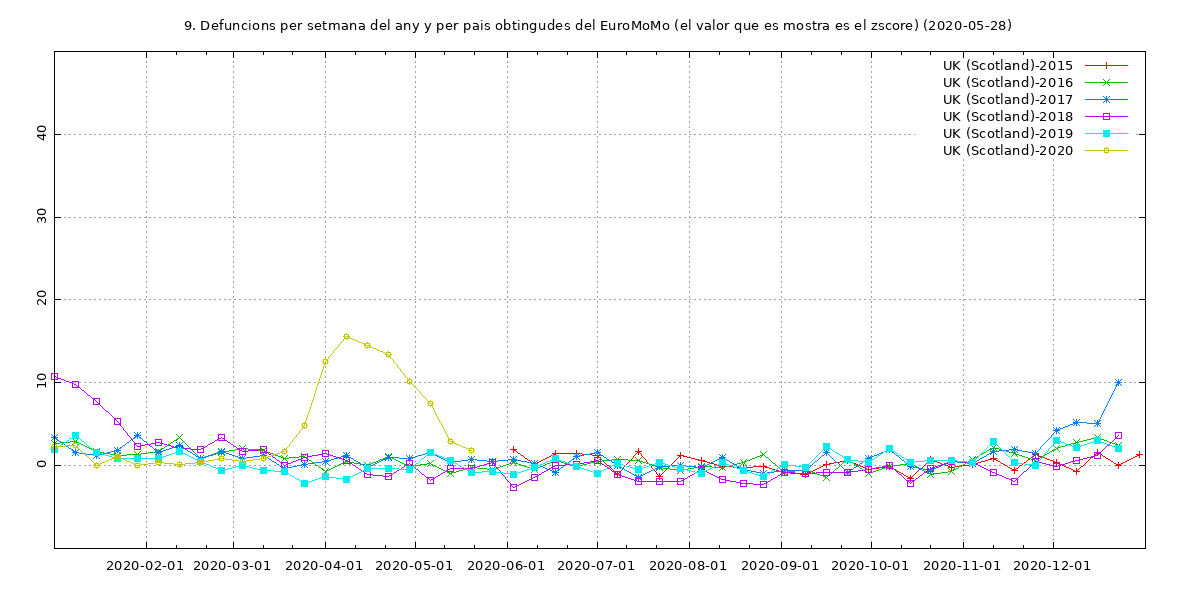 9. Defuncions per setmana del any y per pais obtingudes del EuroMoMo (el valor que es mostra es el zscore) (2020-05-28)
UK (Scotland)-2015
UK (Scotland)-2016
UK (Scotland)-2017
UK (Scotland)-2018
UK (Scotland)-2019
UK (Scotland)-2020
40
30
20
10
0
2020-02-01 2020-03-01 2020-04-01 2020-05-01 2020-06-01 2020-07-01 2020-08-01 2020-09-01 2020-10-01 2020-11-01 2020-12-01